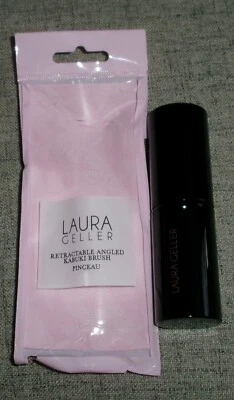 LAURA
GELLER
RETRACTABLE ANGLED
KABUKI BRUSH
PINCEAU
LAURA GELLER